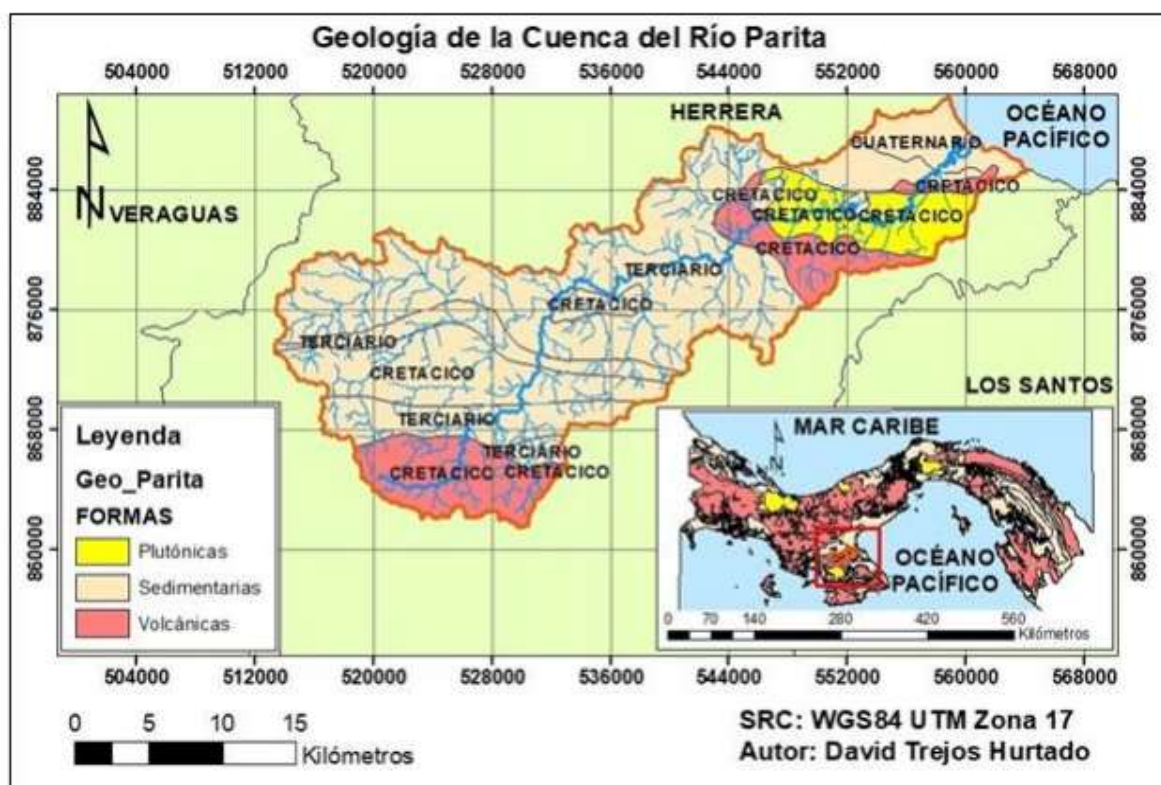 Geología de la Cuenca del Río Parita
504000 512000 520000 528000 536000 544000 552000 560000 568000
HERRERA
OCÉANO
PACÍFICO
CUATERNARIO
884000
884000
N
VERAGUAS
CRETACICO
CRETACICO
CRETACICO
CRETACICO
CRETACICO
TERCIARIO
876000
CRETACICO
876000
TERCIARIO
CRETACICO
LOS SANTOS
TERCIARIO
868000
868000
TERCIARIO
CRETACICO
CRETACICO
860000
860000
Leyenda
Geo_Parita
FORMAS
Plutónicas
Sedimentarias
Volcánicas
MAR CARIBE
N
OCÉANO
PACÍFICO
0 70 140 280 420 560
Kilómetros
504000 512000 520000 528000 536000 544000 552000 560000 568000
0 5 10 15
Kilómetros
SRC: WGS84 UTM Zona 17
Autor: David Trejos Hurtado